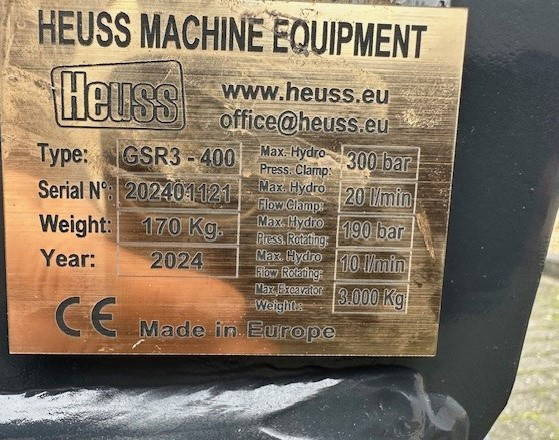 HEUSS MACHINE EQUIPMENT
Heuss
www.heuss.eu
office@heuss.eu
Type: GSR3 - 400
Serial N°: 202401121
Weight: 170 Kg.
Year: 2024
Max. Hydro
Press. Clamp: 300 bar
Max. Hydro
Flow Clamp: 20 l/min
Max. Hydro
Press. Rotating: 190 bar
Max. Hydro
Flow Rotating: 10 l/min
Max. Excavator
Weight.: 3.000 Kg
CE Made in Europe